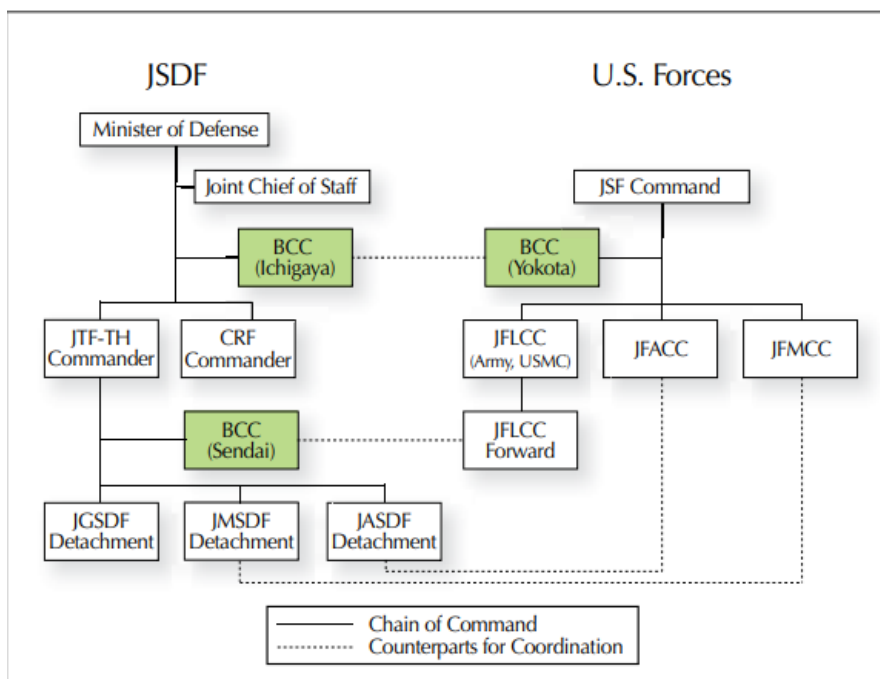 JSDF
U.S. Forces
Minister of Defense
Joint Chief of Staff
JSF Command
BCC
(Ichigaya)
BCC
(Yokota)
JTF-TH
Commander
CRF
Commander
JFLCC
(Army, USMC)
JFACC
JFMCC
BCC
(Sendai)
JFLCC
Forward
JGSDF
Detachment
JMSDF
Detachment
JASDF
Detachment
Chain of Command
Counterparts for Coordination